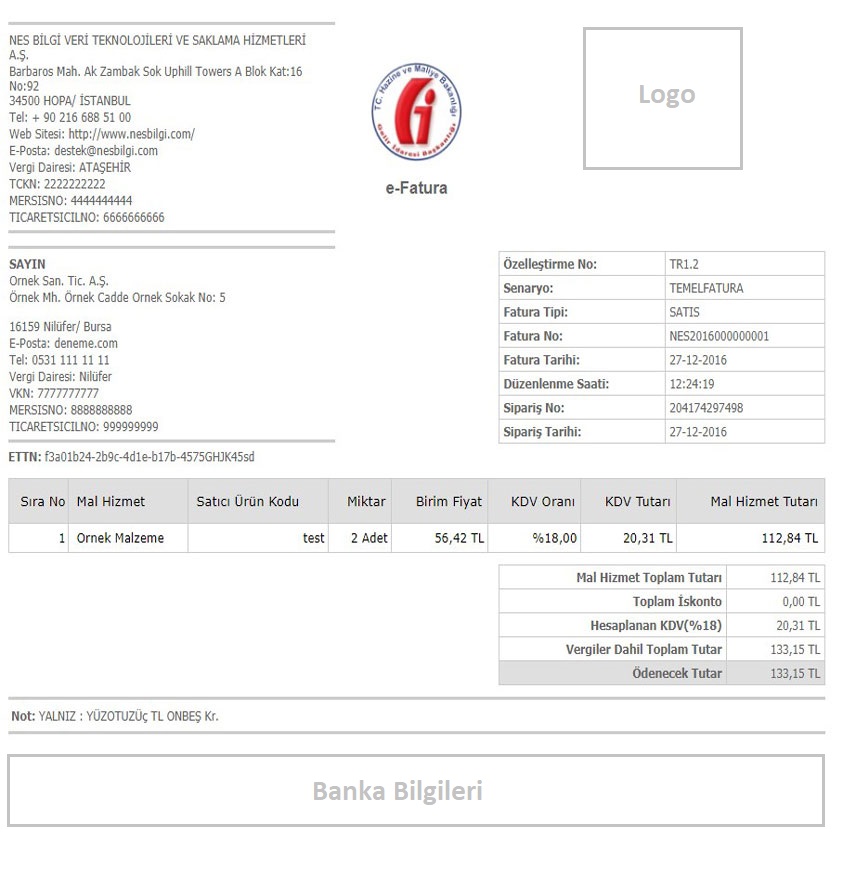 NES BİLGİ VERİ TEKNOLOJİLERİ VE SAKLAMA HİZMETLERİ
A.Ş.
Barbaros Mah. Ak Zambak Sok Uphill Towers A Blok Kat:16
No:92
34500 HOPA/ İSTANBUL
Tel: + 90 216 688 51 00
Web Sitesi: http://www.nesbilgi.com/
E-Posta: destek@nesbilgi.com
Vergi Dairesi: ATAŞEHİR
TCKN: 2222222222
MERSISNO: 4444444444
TICARETSICILNO: 6666666666
T.C. Hazine ve Maliye Bakanlığı
Gelir İdaresi Başkanlığı
e-Fatura
Logo
SAYIN
Ornek San. Tic. A.Ş.
Örnek Mh. Örnek Cadde Ornek Sokak No: 5
16159 Nilüfer/ Bursa
E-Posta: deneme.com
Tel: 0531 111 11 11
Vergi Dairesi: Nilüfer
VKN: 7777777777
MERSISNO: 8888888888
TICARETSICILNO: 999999999
Özelleştirme No: TR1.2
Senaryo: TEMELFATURA
Fatura Tipi: SATIS
Fatura No: NES2016000000001
Fatura Tarihi: 27-12-2016
Düzenlenme Saati: 12:24:19
Sipariş No: 204174297498
Sipariş Tarihi: 27-12-2016
ETTN: f3a01b24-2b9c-4d1e-b17b-4575GHJK45sd
Sıra No Mal Hizmet Satıcı Ürün Kodu Miktar Birim Fiyat KDV Oranı KDV Tutarı Mal Hizmet Tutarı
1 Ornek Malzeme test 2 Adet 56,42 TL %18,00 20,31 TL 112,84 TL
Mal Hizmet Toplam Tutarı 112,84 TL
Toplam İskonto 0,00 TL
Hesaplanan KDV(%18) 20,31 TL
Vergiler Dahil Toplam Tutar 133,15 TL
Ödenecek Tutar 133,15 TL
Not: YALNIZ : YÜZOTUZÜç TL ONBEŞ Kr.
Banka Bilgileri